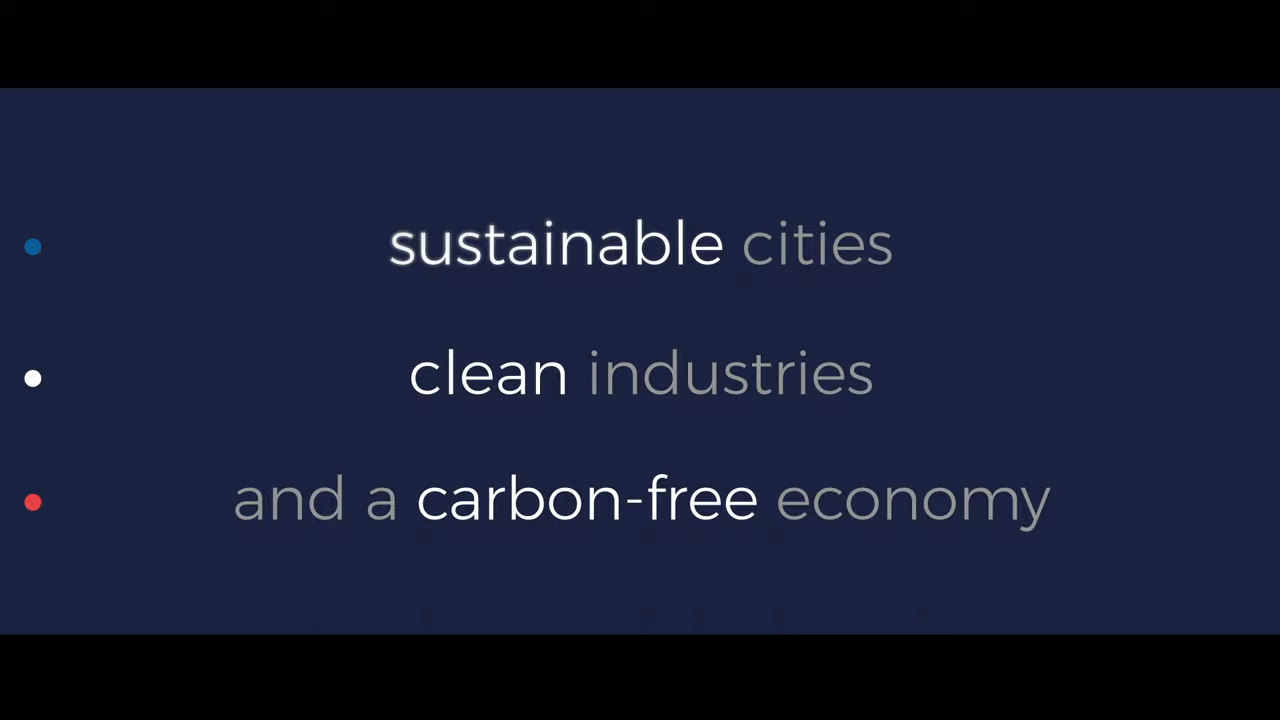 sustainable cities
clean industries
and a carbon-free economy